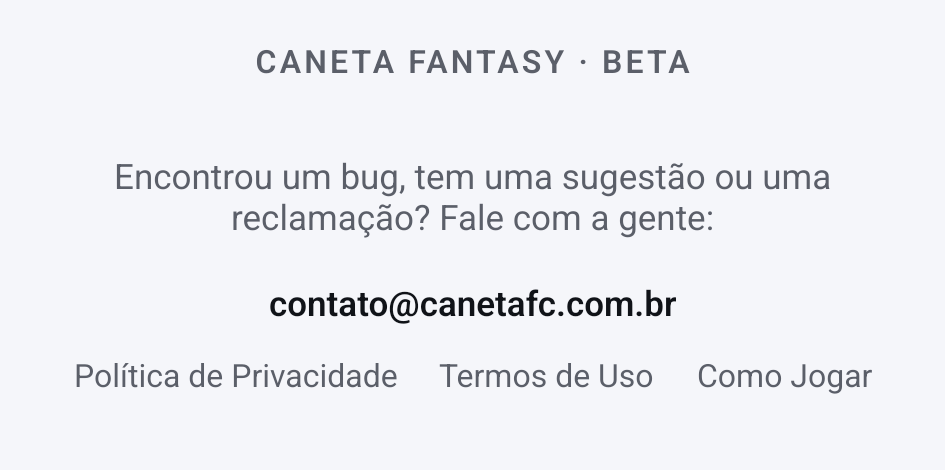 CANETA FANTASY · BETA
Encontrou um bug, tem uma sugestão ou uma
reclamação? Fale com a gente:
contato@canetafc.com.br
Política de Privacidade Termos de Uso Como Jogar